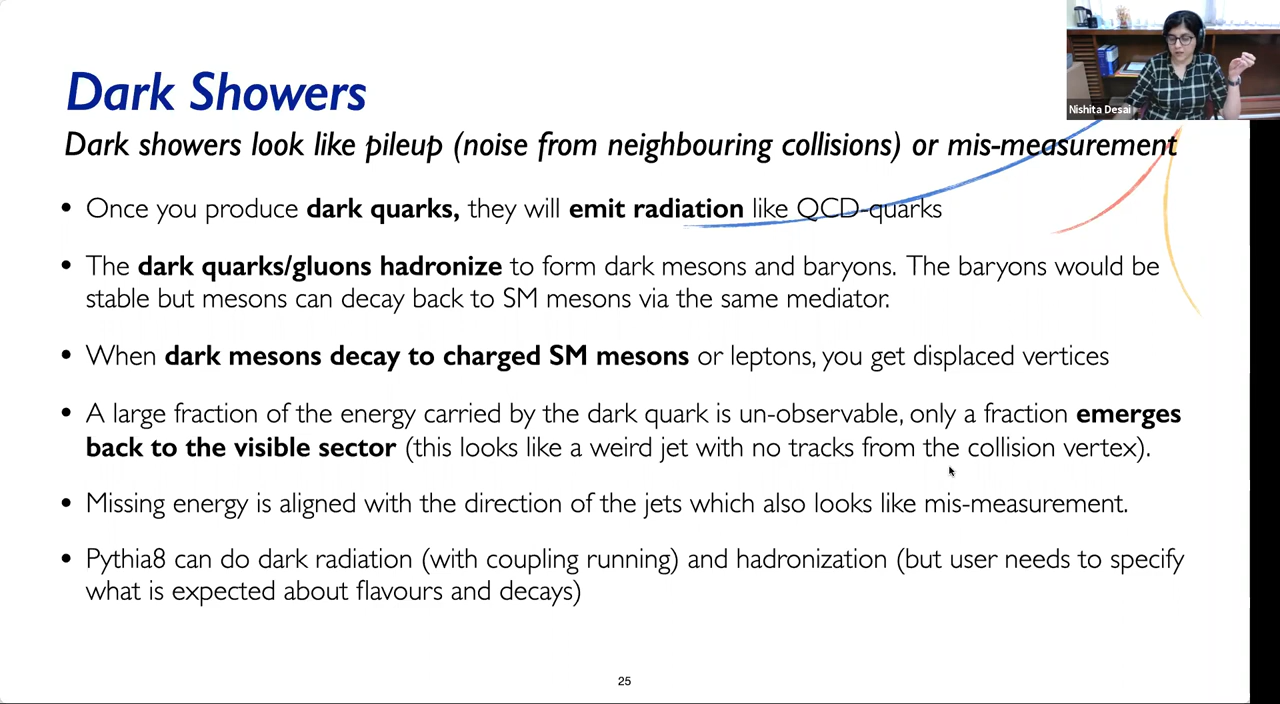 Nishita Desai
Dark Showers
Dark showers look like pileup (noise from neighbouring collisions) or mis-measurement
• Once you produce dark quarks, they will emit radiation like QCD-quarks
• The dark quarks/gluons hadronize to form dark mesons and baryons. The baryons would be
stable but mesons can decay back to SM mesons via the same mediator.
• When dark mesons decay to charged SM mesons or leptons, you get displaced vertices
• A large fraction of the energy carried by the dark quark is un-observable, only a fraction emerges
back to the visible sector (this looks like a weird jet with no tracks from the collision vertex).
• Missing energy is aligned with the direction of the jets which also looks like mis-measurement.
• Pythia8 can do dark radiation (with coupling running) and hadronization (but user needs to specify
what is expected about flavours and decays)
25